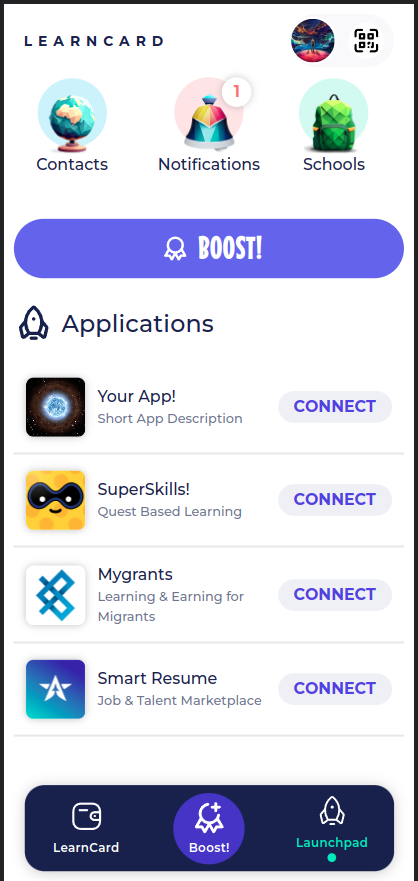 LEARNCARD
1
Contacts
Notifications
Schools
BOOST!
Applications
Your App!
Short App Description
CONNECT
SuperSkills!
Quest Based Learning
CONNECT
Mygrants
Learning & Earning for
Migrants
CONNECT
Smart Resume
Job & Talent Marketplace
CONNECT
LearnCard
Boost!
Launchpad